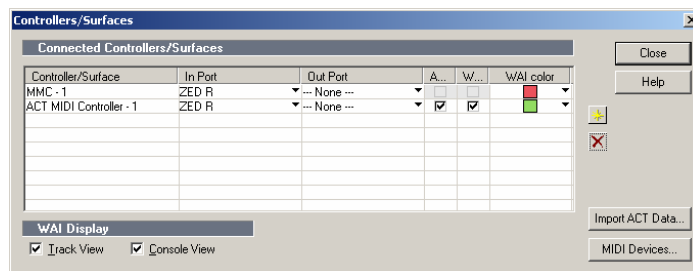 Controllers/Surfaces
Connected Controllers/Surfaces
Close
Help
Controller/Surface In Port Out Port A... W... WAI color
MMC - 1 ZED R --- None ---
ACT MIDI Controller - 1 ZED R --- None ---
Import ACT Data...
WAI Display
Track View Console View
MIDI Devices...